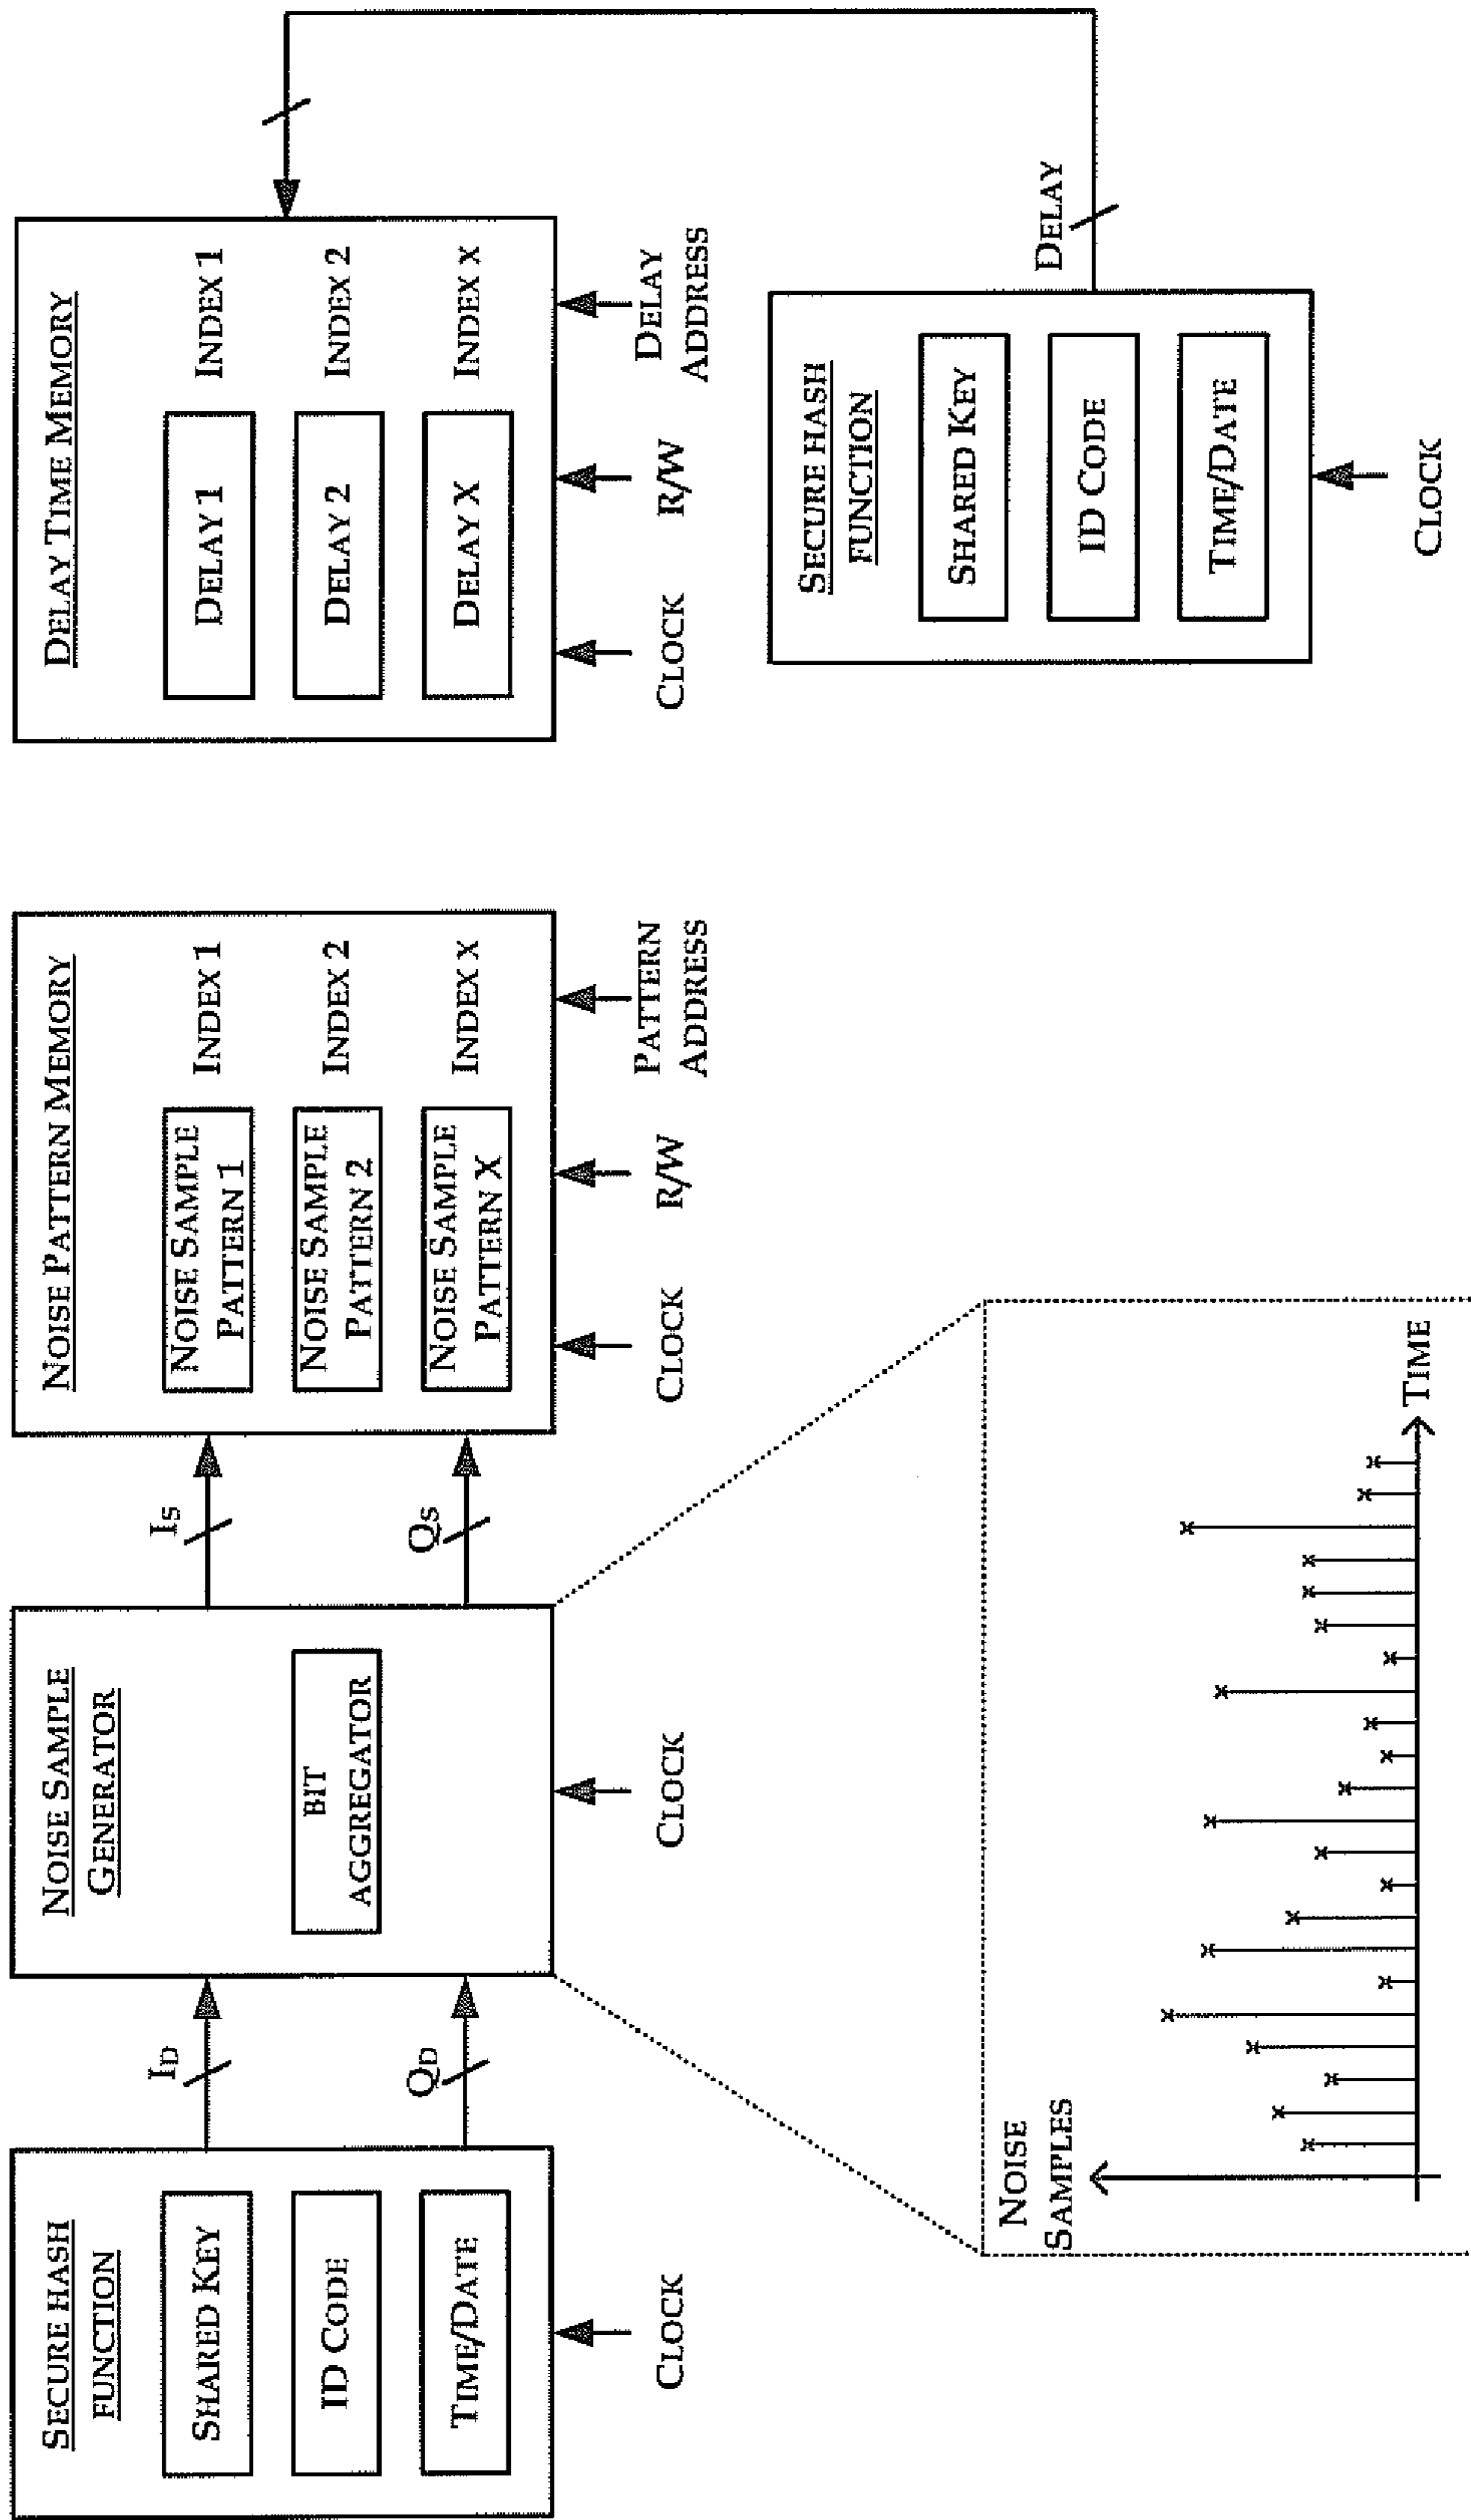 SECURE HASH
FUNCTION
SHARED KEY
ID CODE
TIME/DATE
CLOCK
ID
QD
NOISE SAMPLE
GENERATOR
BIT
AGGREGATOR
CLOCK
IS
QS
NOISE PATTERN MEMORY
NOISE SAMPLE
PATTERN 1
INDEX 1
NOISE SAMPLE
PATTERN 2
INDEX 2
NOISE SAMPLE
PATTERN X
INDEX X
CLOCK
R/W
PATTERN
ADDRESS
DELAY TIME MEMORY
DELAY 1
INDEX 1
DELAY 2
INDEX 2
DELAY X
INDEX X
CLOCK
R/W
DELAY
ADDRESS
SECURE HASH
FUNCTION
SHARED KEY
ID CODE
TIME/DATE
CLOCK
DELAY
NOISE
SAMPLES
TIME